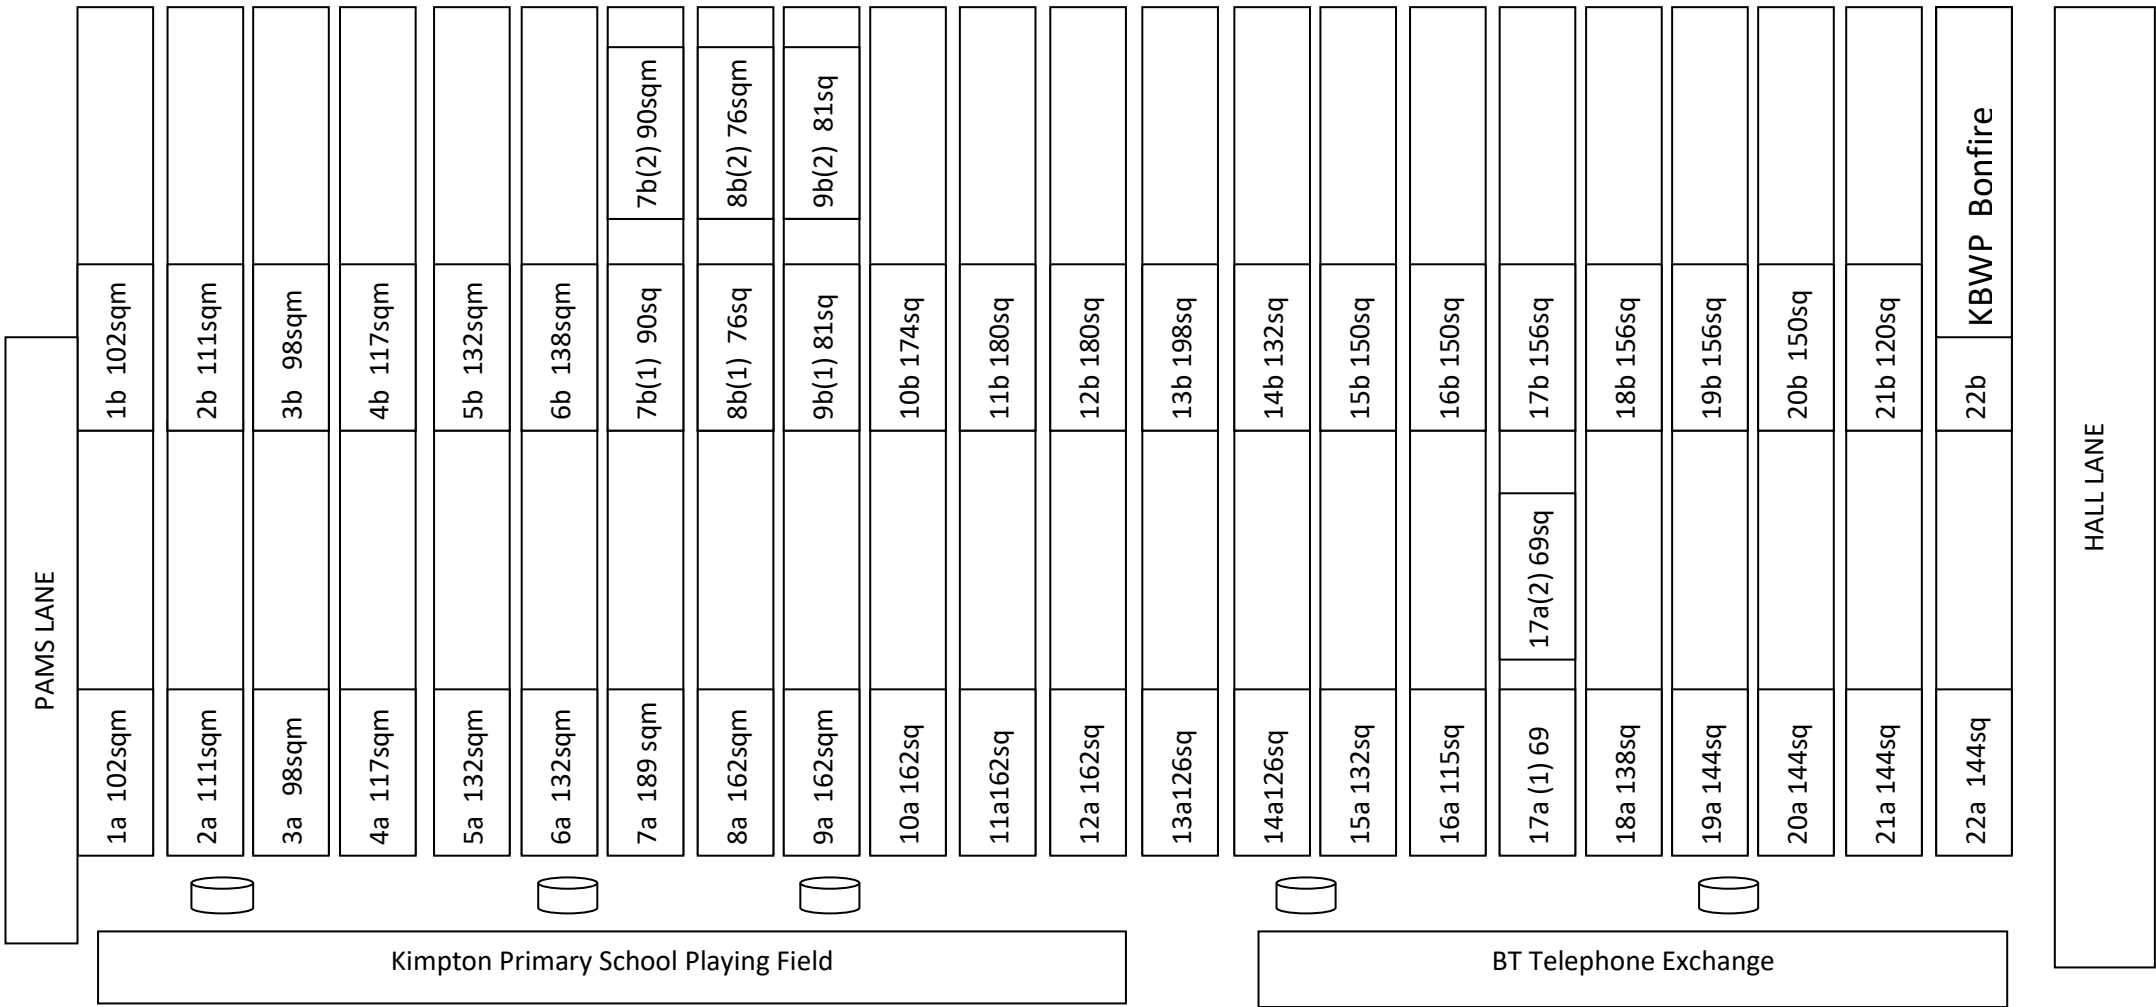 7b(2) 90sqm
8b(2) 76sqm
9b(2) 81sq
KBWP Bonfire
1b 102sqm
2b 111sqm
3b 98sqm
4b 117sqm
5b 132sqm
6b 138sqm
7b(1) 90sq
8b(1) 76sq
9b(1) 81sq
10b 174sq
11b 180sq
12b 180sq
13b 198sq
14b 132sq
15b 150sq
16b 150sq
17b 156sq
18b 156sq
19b 156sq
20b 150sq
21b 120sq
22b
PAMS LANE
HALL LANE
17a(2) 69sq
1a 102sqm
2a 111sqm
3a 98sqm
4a 117sqm
5a 132sqm
6a 132sqm
7a 189 sqm
8a 162sqm
9a 162sqm
10a 162sq
11a162sq
12a 162sq
13a126sq
14a126sq
15a 132sq
16a 115sq
17a (1) 69
18a 138sq
19a 144sq
20a 144sq
21a 144sq
22a 144sq
Kimpton Primary School Playing Field
BT Telephone Exchange